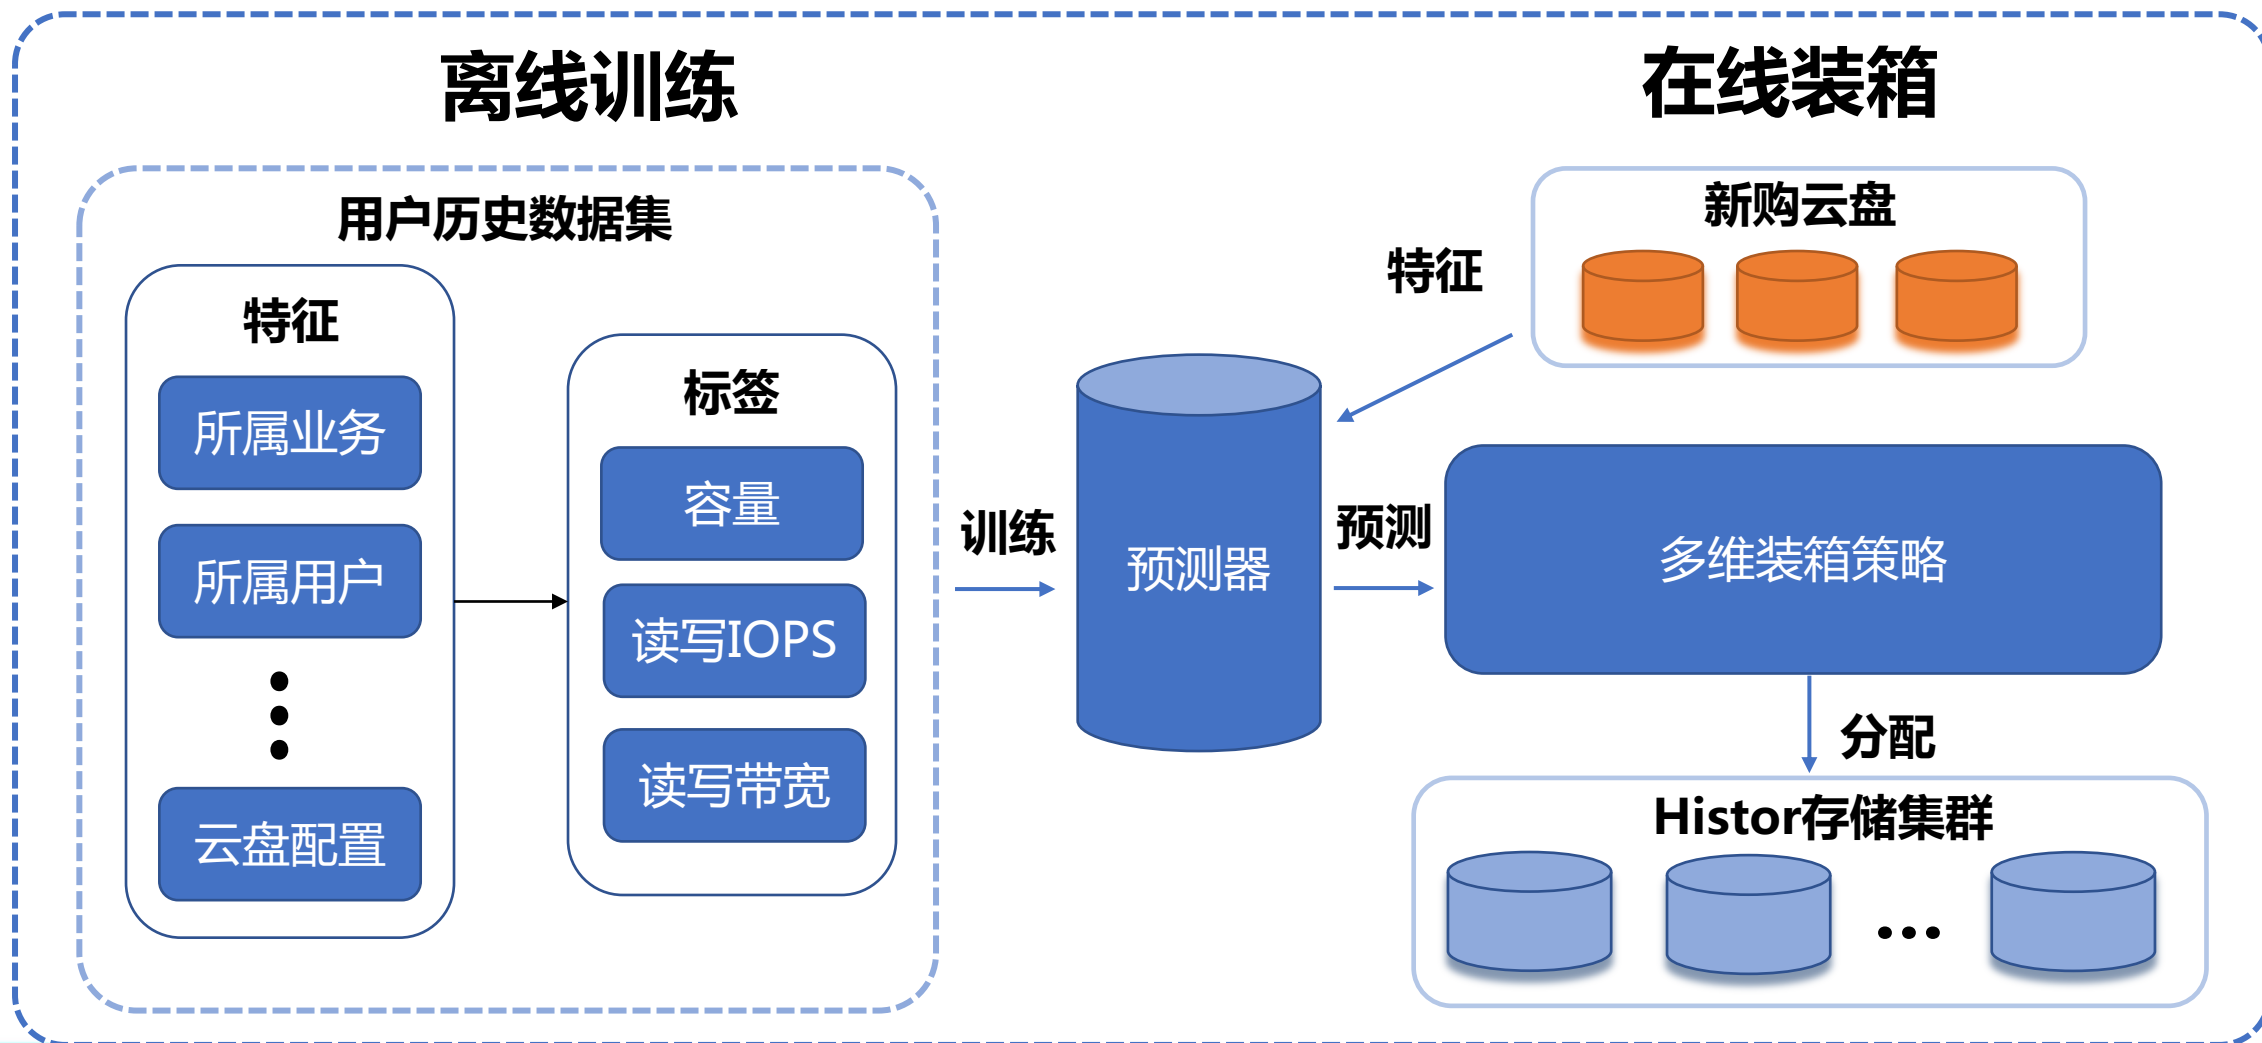 离线训练
用户历史数据集
特征
所属业务
所属用户
云盘配置
标签
容量
读写IOPS
读写带宽
训练
预测器
在线装箱
新购云盘
特征
预测
多维装箱策略
分配
Histor存储集群